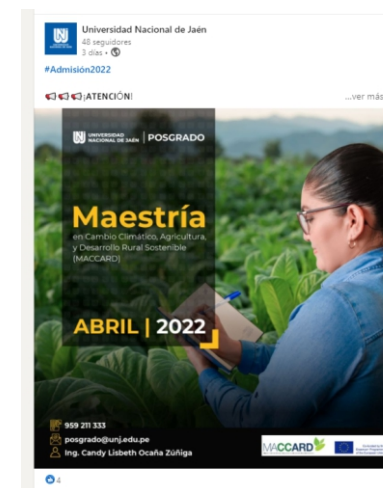 Universidad Nacional de Jaén
48 seguidores
3 días •
#Admisión2022
¡ATENCIÓN!
...ver más
UNIVERSIDAD
NACIONAL DE JAÉN
POSGRADO
Maestría
en Cambio Climático, Agricultura,
y Desarrollo Rural Sostenible
(MACCARD)
ABRIL | 2022
959 211 333
posgrado@unj.edu.pe
Ing. Candy Lisbeth Ocaña Zúñiga
MACCARD
4